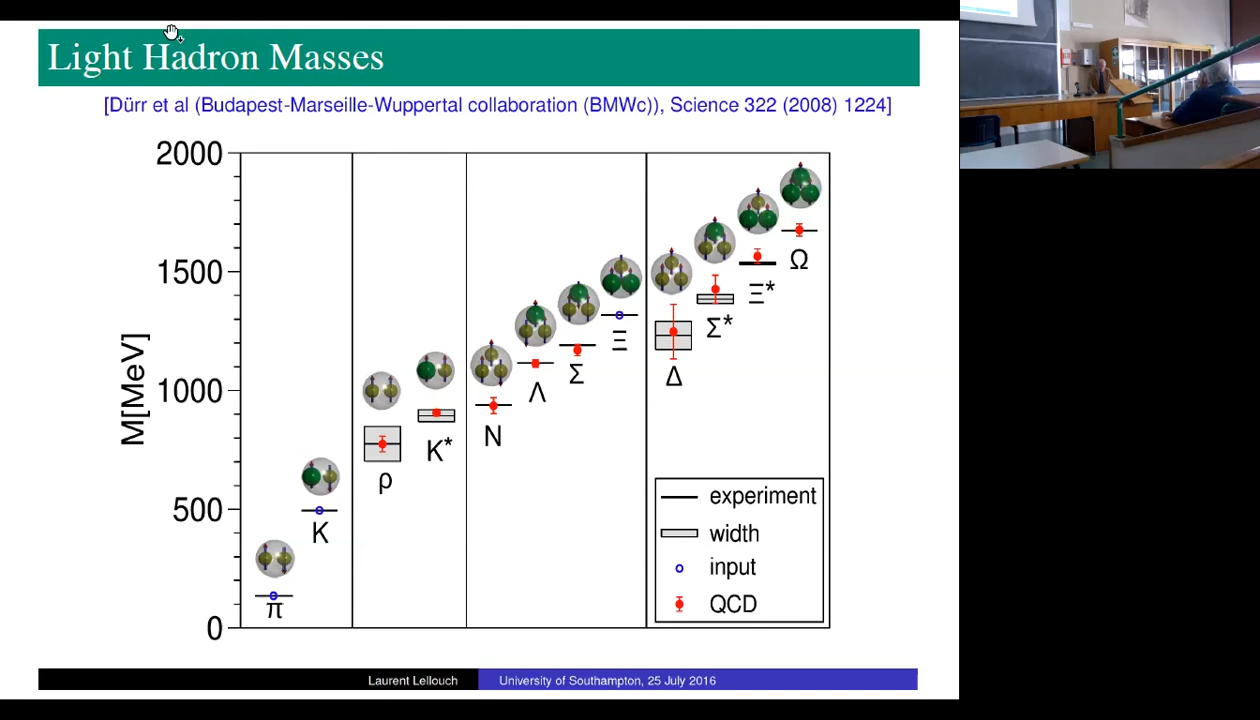 Light Hadron Masses
[Dürr et al (Budapest-Marseille-Wuppertal collaboration (BMWc)), Science 322 (2008) 1224]
2000
1500
1000
500
0
M[MeV]
π
K
ρ
K*
N
Λ
Σ
Ξ
Δ
Σ*
Ξ*
Ω
experiment
width
input
QCD
Laurent Lellouch
University of Southampton, 25 July 2016